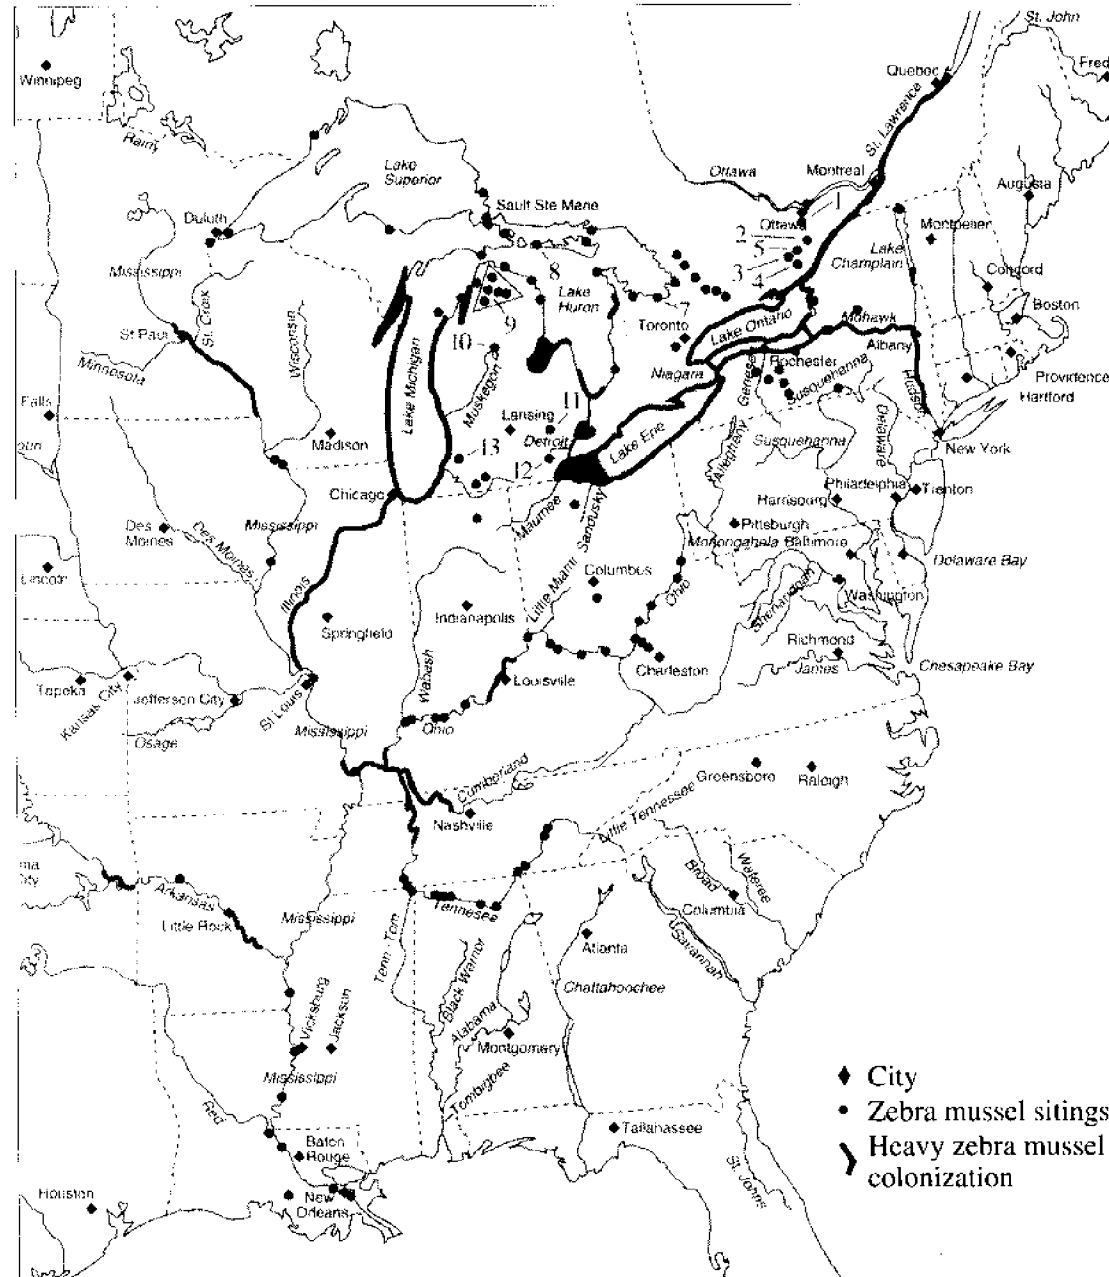 St. John
Fred
Quebec
Winnipeg
St. Lawrence
Rainy
Lake
Superior
Ottawa
Montreal
Augusta
1
Sault Ste Marie
Duluth
Ottawa
2
Montpelier
5
Lake
Champlain
Mississippi
8
3
4
Concord
St. Croix
Lake
Huron
7
Boston
St Paul
Wisconsin
9
Toronto
Lake Ontario
Mohawk
10
Albany
Minnesota
Lake Michigan
Muskegon
Niagara
Genese
Rochester
Susquehanna
Hudson
Providence
Hartford
Falls
11
Lansing
Detroit
Lake Erie
Delaware
Madison
13
12
Allegheny
Susquehanna
New York
Chicago
Philadelphia
Trenton
Harrisburg
Maumee
Sandusky
Des
Moines
Des Moines
Mississippi
Pittsburgh
Monongahela
Baltimore
Delaware Bay
Lincoln
Illinois
Little Miami
Columbus
Ohio
Shenandoah
Washington
Springfield
Indianapolis
Richmond
James
Chesapeake Bay
Charleston
Topeka
Kansas City
Jefferson City
St Louis
Wabash
Louisville
Osage
Mississippi
Ohio
Cumberland
Greensboro
Raleigh
Nashville
Little Tennessee
ma
City
Arkansas
Little Rock
Mississippi
Tennesee
Broad
Wateree
Columbia
Tenn - Tom
Black Warrior
Atlanta
Savannah
Chattahoochee
Alabama
Vicksburg
Jackson
Montgomery
Mississippi
Tombigbee
Red
City
Zebra mussel sitings
Heavy zebra mussel
colonization
Baton
Rouge
Tallahassee
St. Johns
Houston
New
Orleans